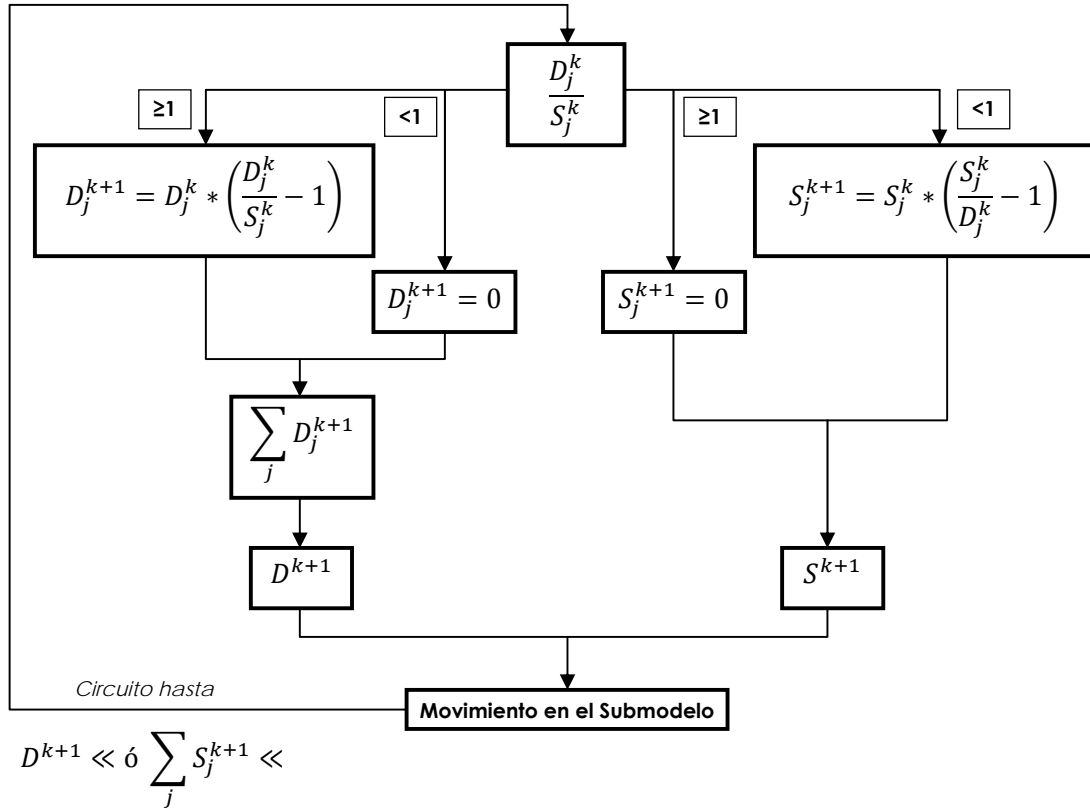 D_j^k / S_j^k
≥1
<1
≥1
<1
D_j^{k+1} = D_j^k * (D_j^k / S_j^k − 1)
S_j^{k+1} = S_j^k * (S_j^k / D_j^k − 1)
D_j^{k+1} = 0
S_j^{k+1} = 0
∑_j D_j^{k+1}
D^{k+1}
S^{k+1}
Circuito hasta
Movimiento en el Submodelo
D^{k+1} ≪ ó ∑_j S_j^{k+1} ≪